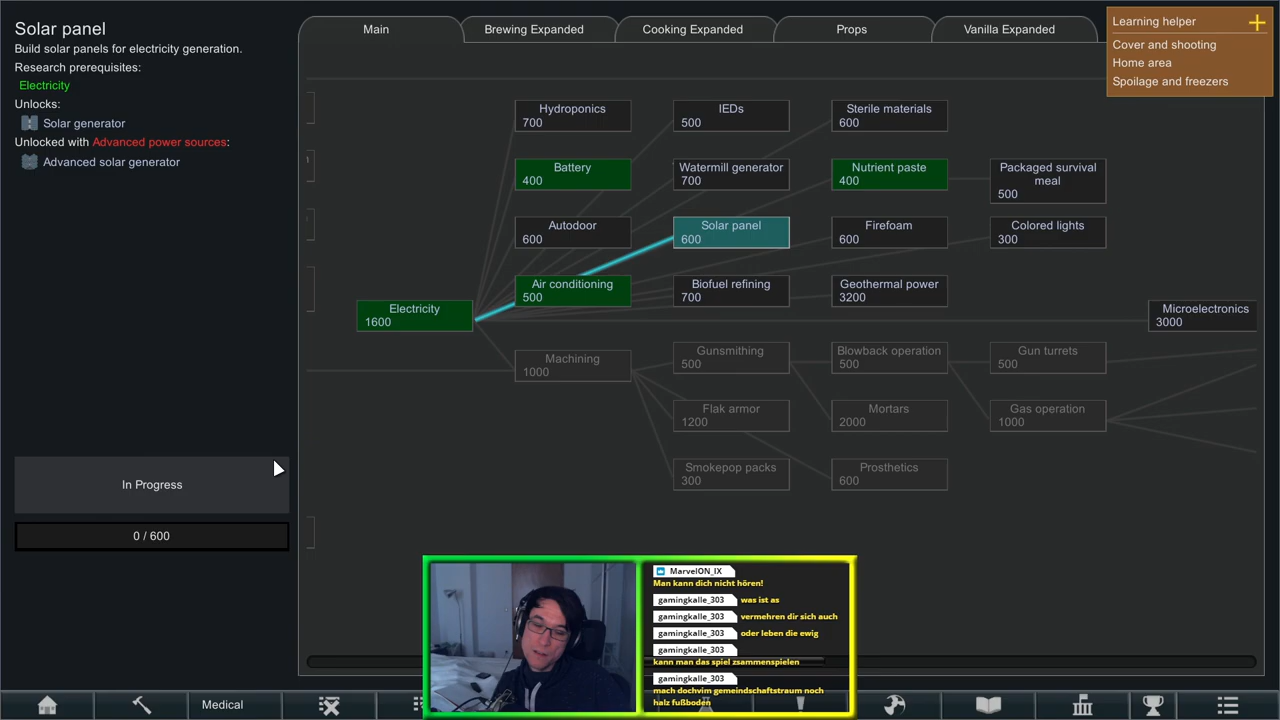 Solar panel
Build solar panels for electricity generation.
Research prerequisites:
Electricity
Unlocks:
Solar generator
Unlocked with Advanced power sources:
Advanced solar generator
In Progress
0 / 600
Main
Brewing Expanded
Cooking Expanded
Props
Vanilla Expanded
Learning helper
Cover and shooting
Home area
Spoilage and freezers
Hydroponics
700
IEDs
500
Sterile materials
600
Battery
400
Watermill generator
700
Nutrient paste
400
Packaged survival
meal
500
Autodoor
600
Solar panel
600
Firefoam
600
Colored lights
300
Air conditioning
500
Biofuel refining
700
Geothermal power
3200
Electricity
1600
Microelectronics
3000
Machining
1000
Gunsmithing
500
Blowback operation
500
Gun turrets
500
Flak armor
1200
Mortars
2000
Gas operation
1000
Smokepop packs
300
Prosthetics
600
MarvelON_IX
Man kann dich nicht hören!
gamingkalle_303 was ist as
gamingkalle_303 vermehren dir sich auch
gamingkalle_303 oder leben die ewig
gamingkalle_303
kann man das spiel zsammenspielen
gamingkalle_303
mach dochvim gemeindschaftstraum noch
halz fußboden
Medical